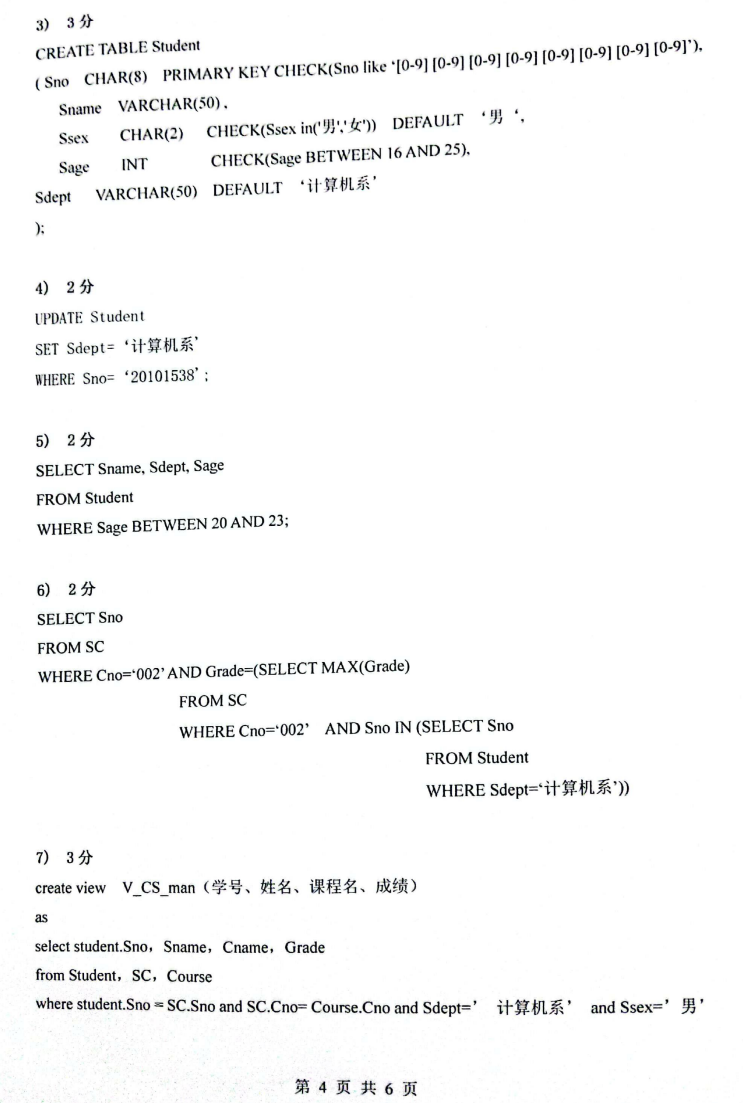 3) 3分
CREATE TABLE Student
( Sno CHAR(8) PRIMARY KEY CHECK(Sno like ‘[0-9] [0-9] [0-9] [0-9] [0-9] [0-9] [0-9] [0-9]’),
Sname VARCHAR(50),
Ssex CHAR(2) CHECK(Ssex in('男','女')) DEFAULT ‘男‘,
Sage INT CHECK(Sage BETWEEN 16 AND 25),
Sdept VARCHAR(50) DEFAULT ‘计算机系’
);
4) 2分
UPDATE Student
SET Sdept= ‘计算机系’
WHERE Sno= ‘20101538’;
5) 2分
SELECT Sname, Sdept, Sage
FROM Student
WHERE Sage BETWEEN 20 AND 23;
6) 2分
SELECT Sno
FROM SC
WHERE Cno=‘002’ AND Grade=(SELECT MAX(Grade)
FROM SC
WHERE Cno=‘002’ AND Sno IN (SELECT Sno
FROM Student
WHERE Sdept=‘计算机系’))
7) 3分
create view V_CS_man（学号、姓名、课程名、成绩）
as
select student.Sno，Sname，Cname，Grade
from Student，SC，Course
where student.Sno = SC.Sno and SC.Cno= Course.Cno and Sdept=’ 计算机系’ and Ssex=’男’
第 4 页 共 6 页